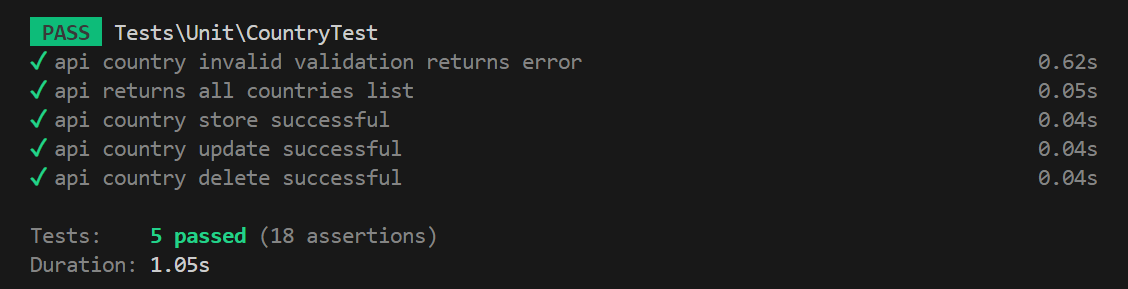 PASS Tests\Unit\CountryTest
✓ api country invalid validation returns error 0.62s
✓ api returns all countries list 0.05s
✓ api country store successful 0.04s
✓ api country update successful 0.04s
✓ api country delete successful 0.04s
Tests: 5 passed (18 assertions)
Duration: 1.05s